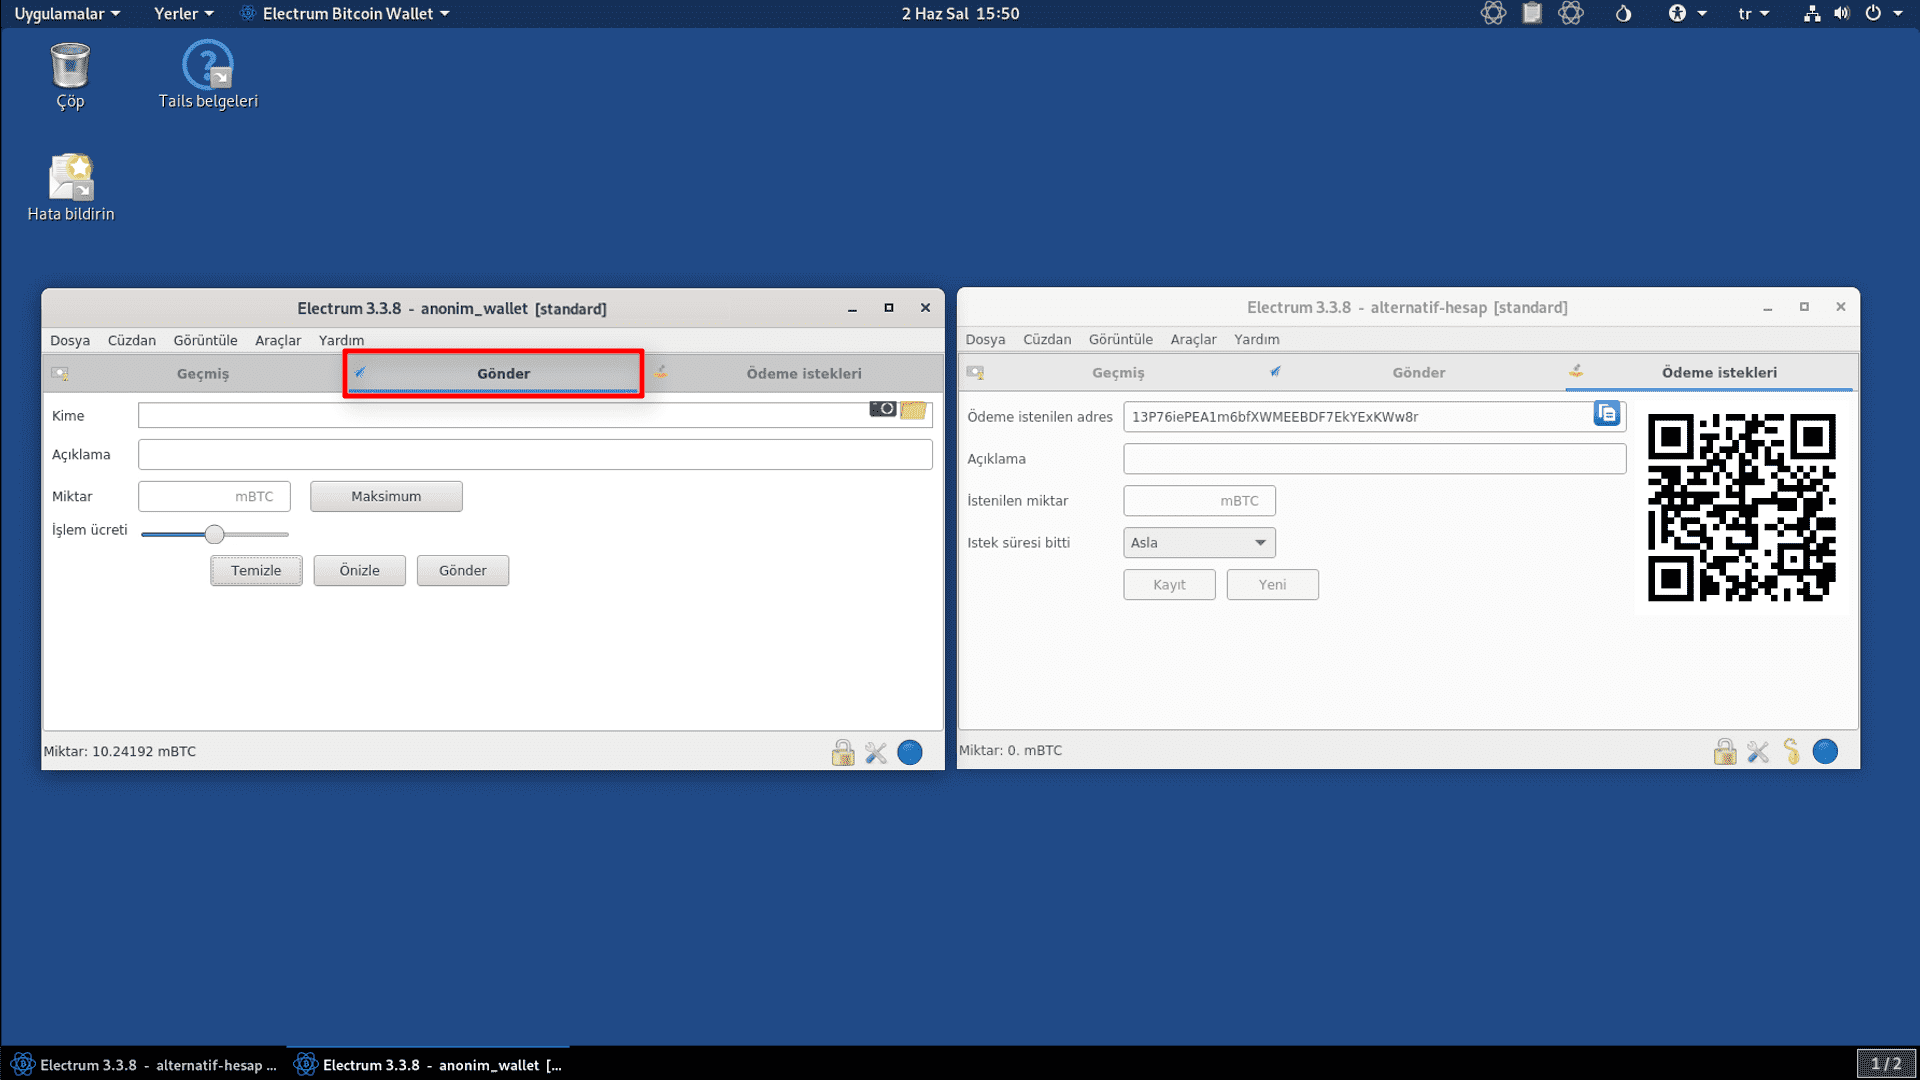 Uygulamalar
Yerler
Electrum Bitcoin Wallet
2 Haz Sal 15:50
tr
Çöp
Tails belgeleri
Hata bildirin
Electrum 3.3.8 - anonim_wallet [standard]
Dosya Cüzdan Görüntüle Araçlar Yardım
Geçmiş
Gönder
Ödeme istekleri
Kime
Açıklama
Miktar
mBTC
Maksimum
İşlem ücreti
Temizle
Önizle
Gönder
Miktar: 10.24192 mBTC
Electrum 3.3.8 - alternatif-hesap [standard]
Dosya Cüzdan Görüntüle Araçlar Yardım
Geçmiş
Gönder
Ödeme istekleri
Ödeme istenilen adres
13P76iePEA1m6bfXWMEEBDF7EkYExKWw8r
Açıklama
İstenilen miktar
mBTC
Istek süresi bitti
Asla
Kayıt
Yeni
Miktar: 0. mBTC
Electrum 3.3.8 - alternatif-hesap ...
Electrum 3.3.8 - anonim_wallet [...
1 / 2